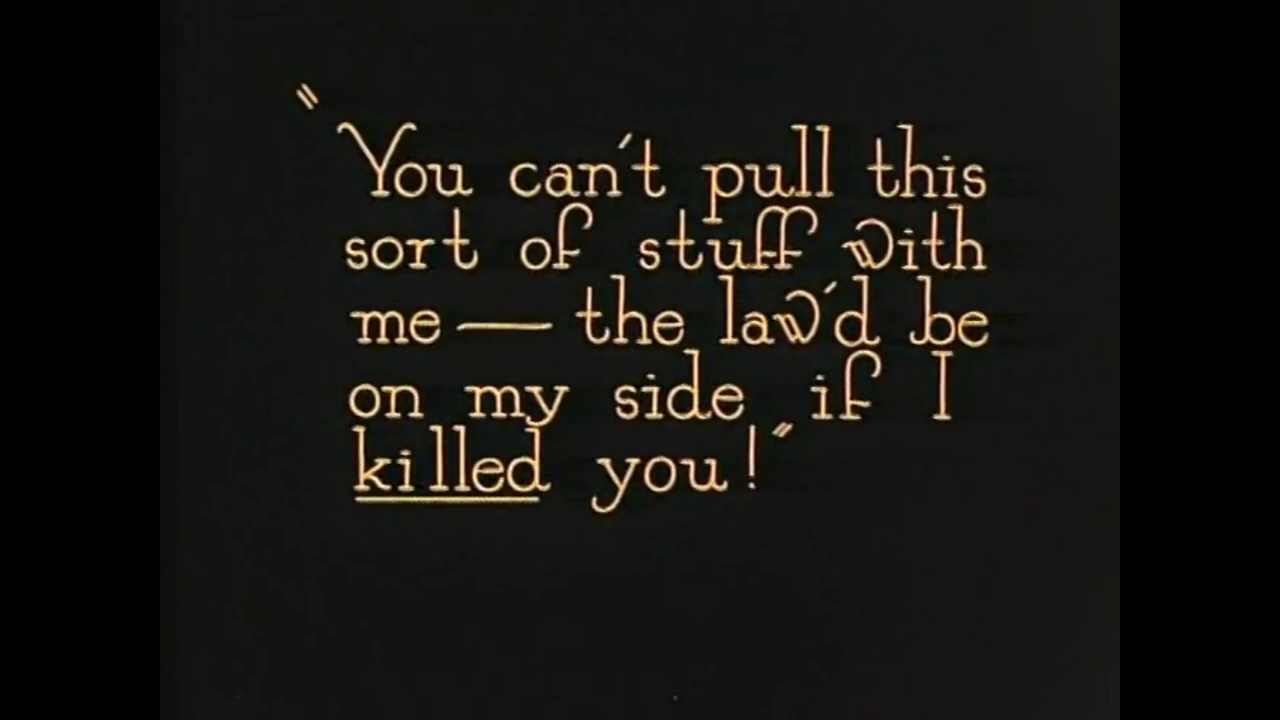 "You can't pull this
sort of stuff with
me — the law'd be
on my side if I
killed you!"